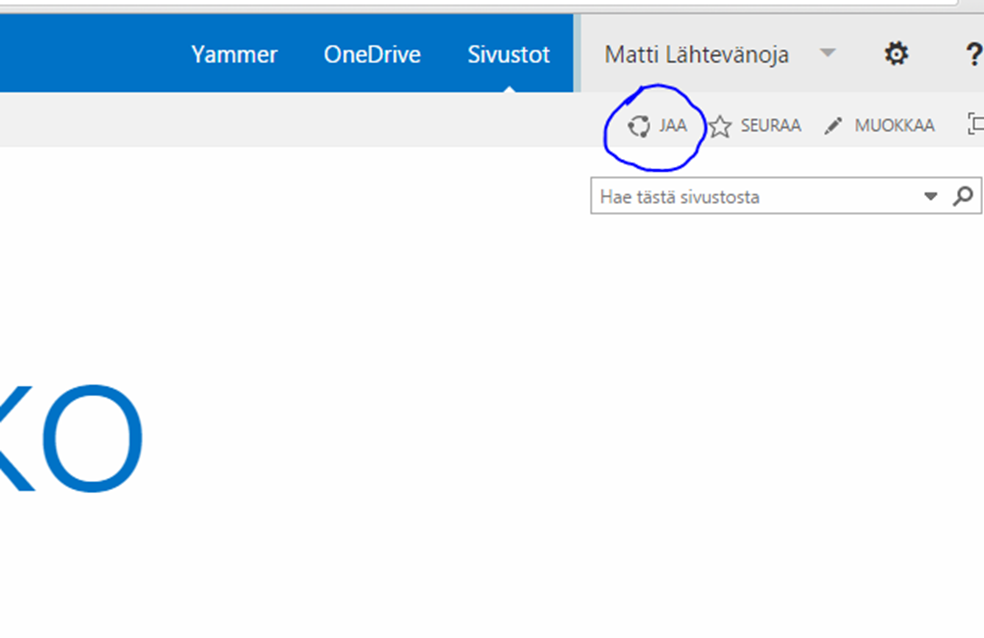 Yammer OneDrive Sivustot Matti Lähtevänoja ?
JAA SEURAA MUOKKAA
Hae tästä sivustosta
KO